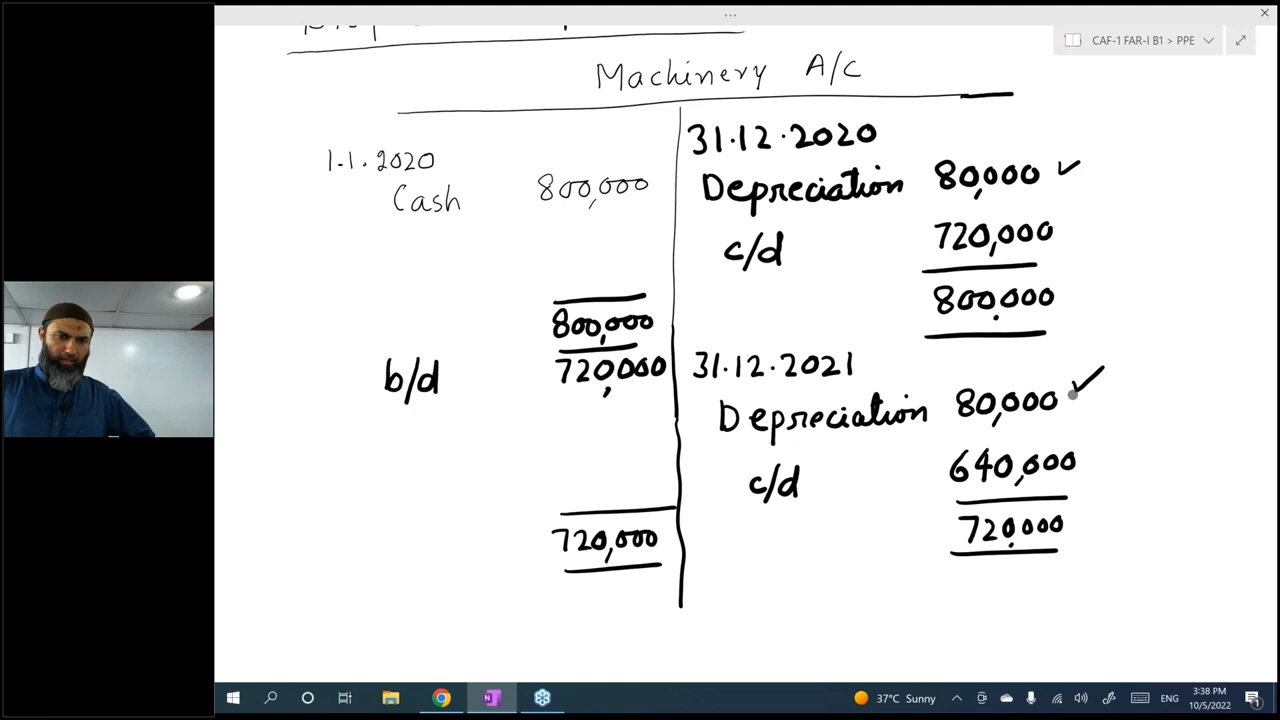 CAF-1 FAR-I B1 > PPE
Machinery A/C
1.1.2020
Cash 800,000
800,000
b/d 720,000
720,000
31.12.2020
Depreciation 80,000 ✓
c/d 720,000
800,000
31.12.2021
Depreciation 80,000 ✓
c/d 640,000
720,000
37°C Sunny
ENG
3:38 PM
10/5/2022